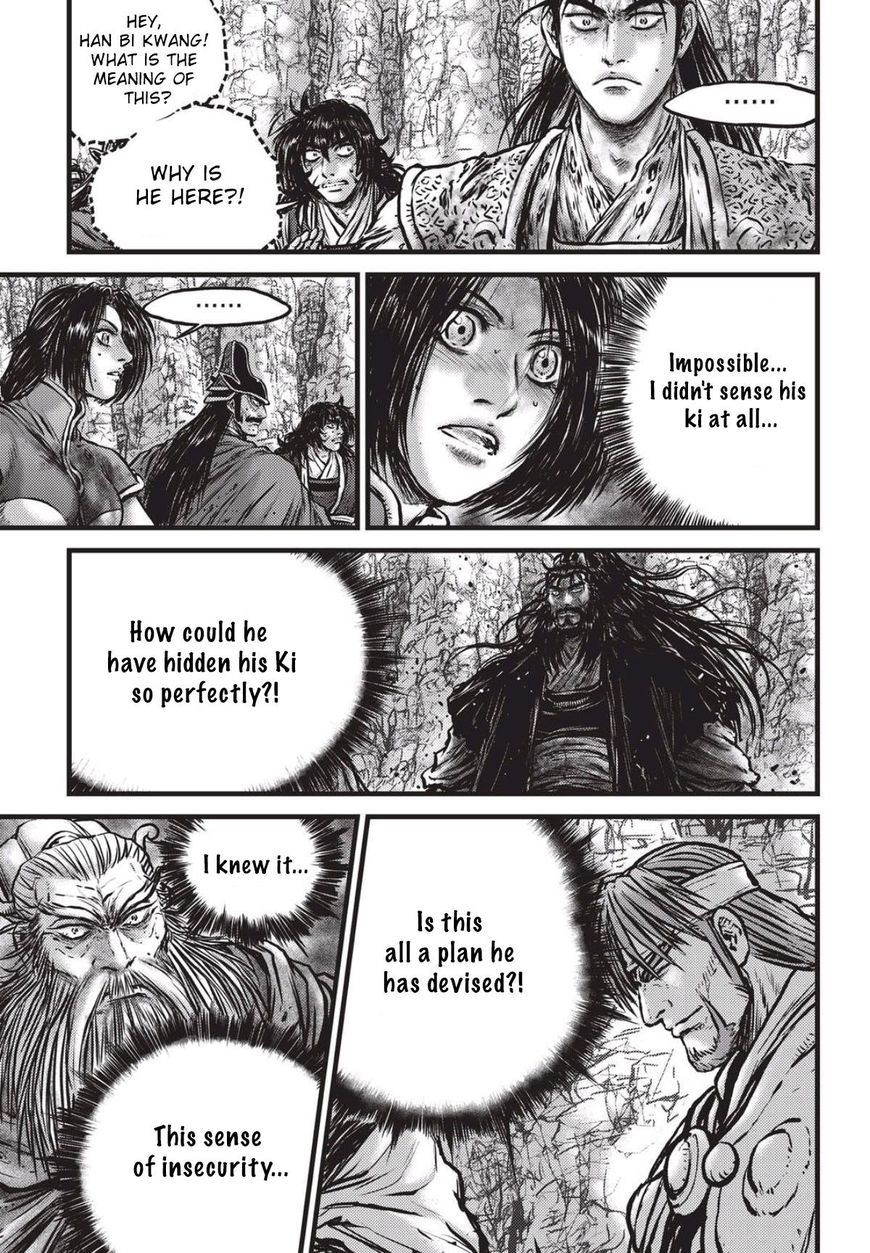 HEY,
HAN BI KWANG!
WHAT IS THE
MEANING OF
THIS?
WHY IS
HE HERE?!
......
Impossible...
I didn't sense his
ki at all...
......
How could he
have hidden his Ki
so perfectly?!
Is this
all a plan he
has devised?!
I knew it...
This sense
of insecurity...